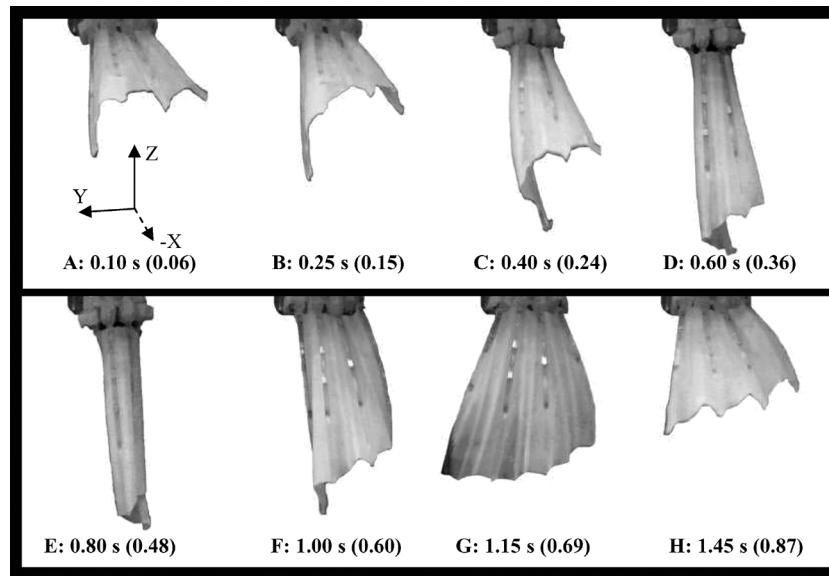 Z
Y
-X
A: 0.10 s (0.06)
B: 0.25 s (0.15)
C: 0.40 s (0.24)
D: 0.60 s (0.36)
E: 0.80 s (0.48)
F: 1.00 s (0.60)
G: 1.15 s (0.69)
H: 1.45 s (0.87)